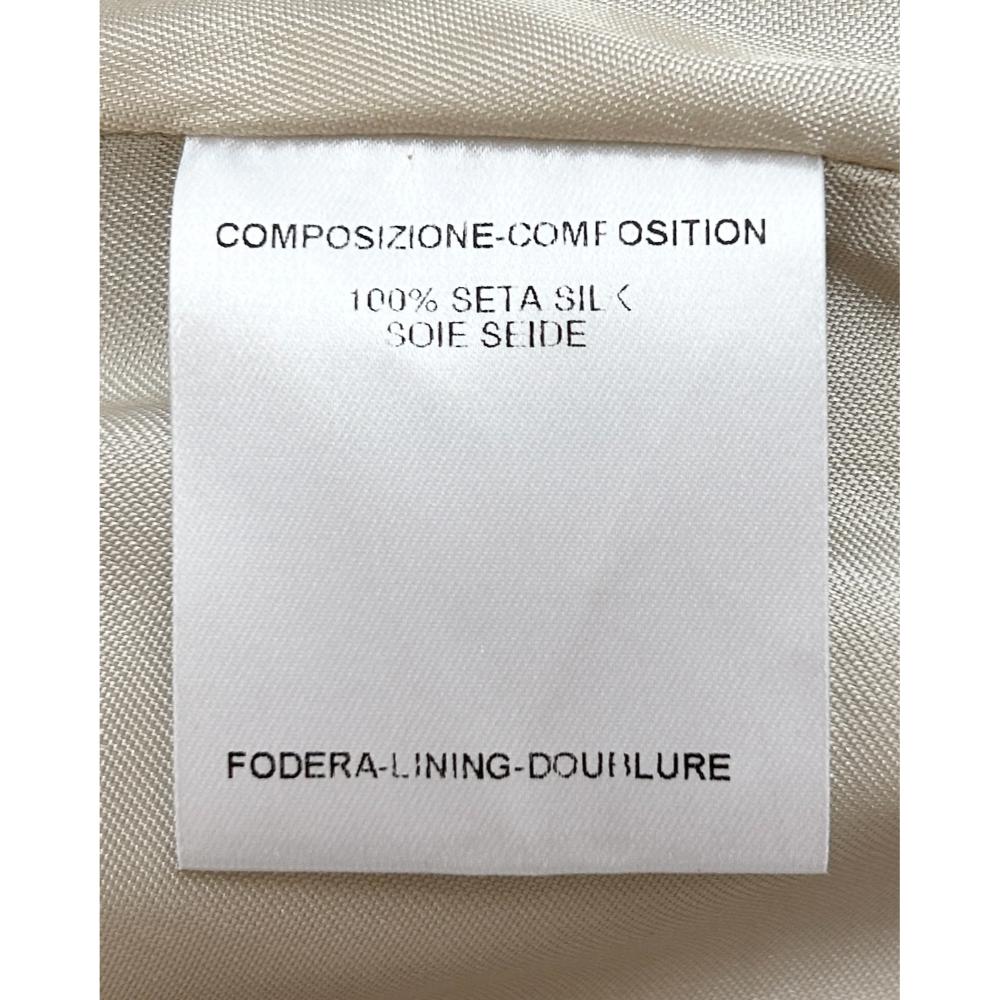 COMPOSIZIONE-COMPOSITION
100% SETA SILK
SOIE SEIDE
FODERA-LINING-DOUBLURE